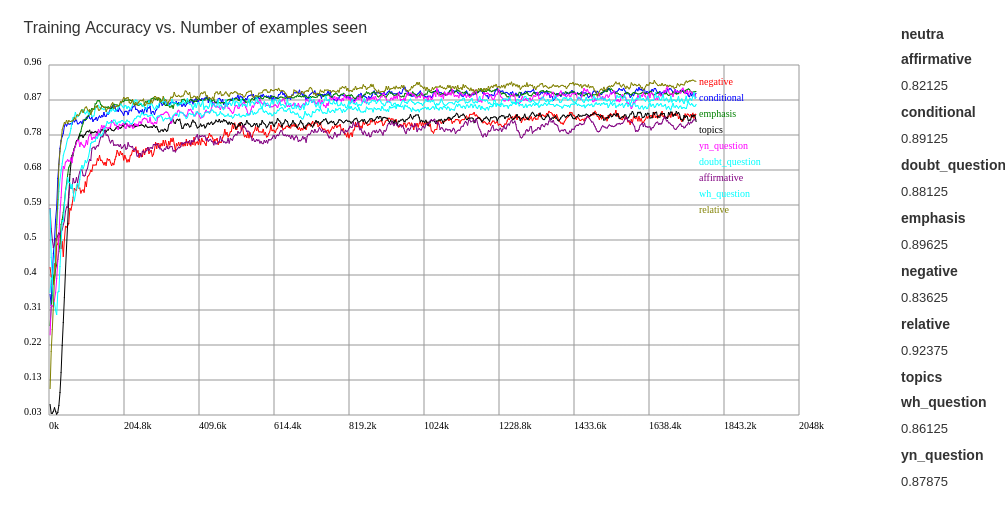 Training Accuracy vs. Number of examples seen
0.96
0.87
0.78
0.68
0.59
0.5
0.4
0.31
0.22
0.13
0.03
0k
204.8k
409.6k
614.4k
819.2k
1024k
1228.8k
1433.6k
1638.4k
1843.2k
2048k
negative
conditional
emphasis
topics
yn_question
doubt_question
affirmative
wh_question
relative
neutra
affirmative
0.82125
conditional
0.89125
doubt_question
0.88125
emphasis
0.89625
negative
0.83625
relative
0.92375
topics
wh_question
0.86125
yn_question
0.87875